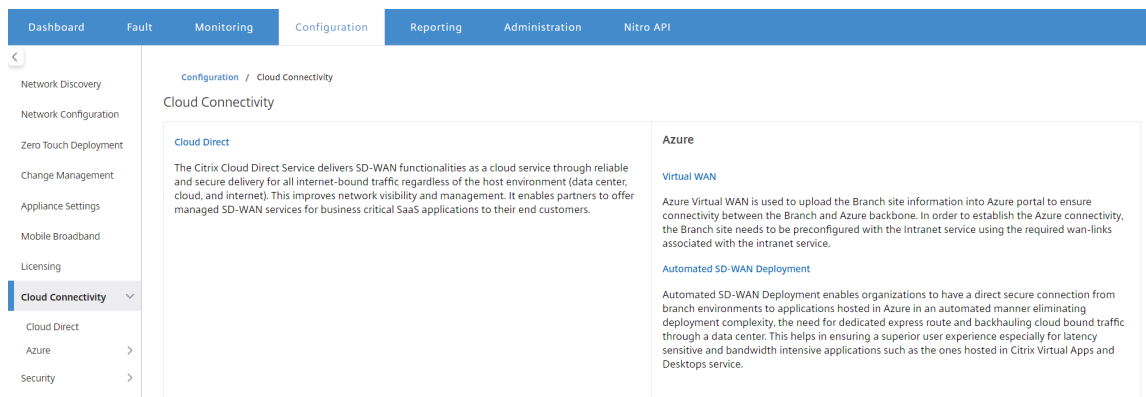 Dashboard Fault Monitoring Configuration Reporting Administration Nitro API
Network Discovery
Network Configuration
Zero Touch Deployment
Change Management
Appliance Settings
Mobile Broadband
Licensing
Cloud Connectivity
Cloud Direct
Azure
Security
Configuration / Cloud Connectivity
Cloud Connectivity
Cloud Direct
The Citrix Cloud Direct Service delivers SD-WAN functionalities as a cloud service through reliable
and secure delivery for all internet-bound traffic regardless of the host environment (data center,
cloud, and internet). This improves network visibility and management. It enables partners to offer
managed SD-WAN services for business critical SaaS applications to their end customers.
Azure
Virtual WAN
Azure Virtual WAN is used to upload the Branch site information into Azure portal to ensure
connectivity between the Branch and Azure backbone. In order to establish the Azure connectivity,
the Branch site needs to be preconfigured with the Intranet service using the required wan-links
associated with the intranet service.
Automated SD-WAN Deployment
Automated SD-WAN Deployment enables organizations to have a direct secure connection from
branch environments to applications hosted in Azure in an automated manner eliminating
deployment complexity, the need for dedicated express route and backhauling cloud bound traffic
through a data center. This helps in ensuring a superior user experience especially for latency
sensitive and bandwidth intensive applications such as the ones hosted in Citrix Virtual Apps and
Desktops service.